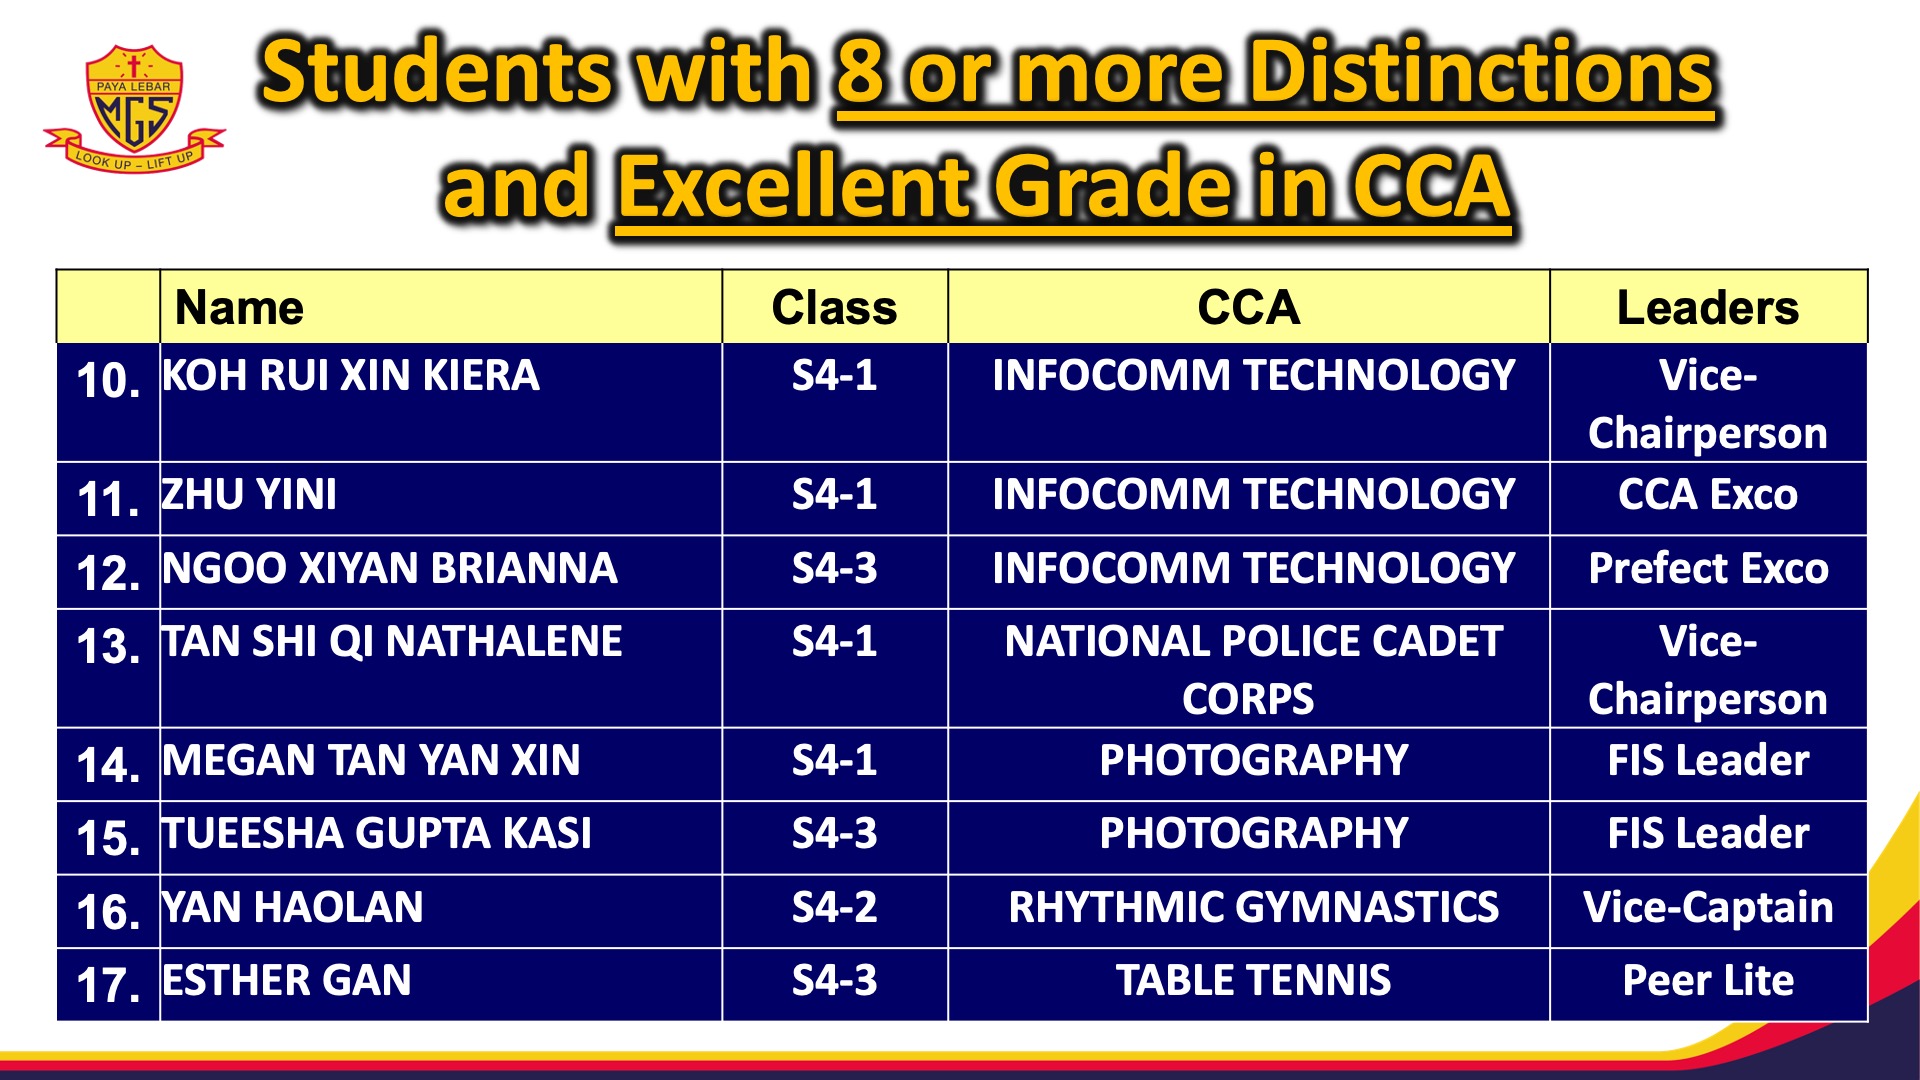 PAYA LEBAR
MGS
LOOK UP – LIFT UP
Students with 8 or more Distinctions
and Excellent Grade in CCA
Name Class CCA Leaders
10. KOH RUI XIN KIERA S4-1 INFOCOMM TECHNOLOGY Vice-
Chairperson
11. ZHU YINI S4-1 INFOCOMM TECHNOLOGY CCA Exco
12. NGOO XIYAN BRIANNA S4-3 INFOCOMM TECHNOLOGY Prefect Exco
13. TAN SHI QI NATHALENE S4-1 NATIONAL POLICE CADET Vice-
CORPS Chairperson
14. MEGAN TAN YAN XIN S4-1 PHOTOGRAPHY FIS Leader
15. TUEESHA GUPTA KASI S4-3 PHOTOGRAPHY FIS Leader
16. YAN HAOLAN S4-2 RHYTHMIC GYMNASTICS Vice-Captain
17. ESTHER GAN S4-3 TABLE TENNIS Peer Lite